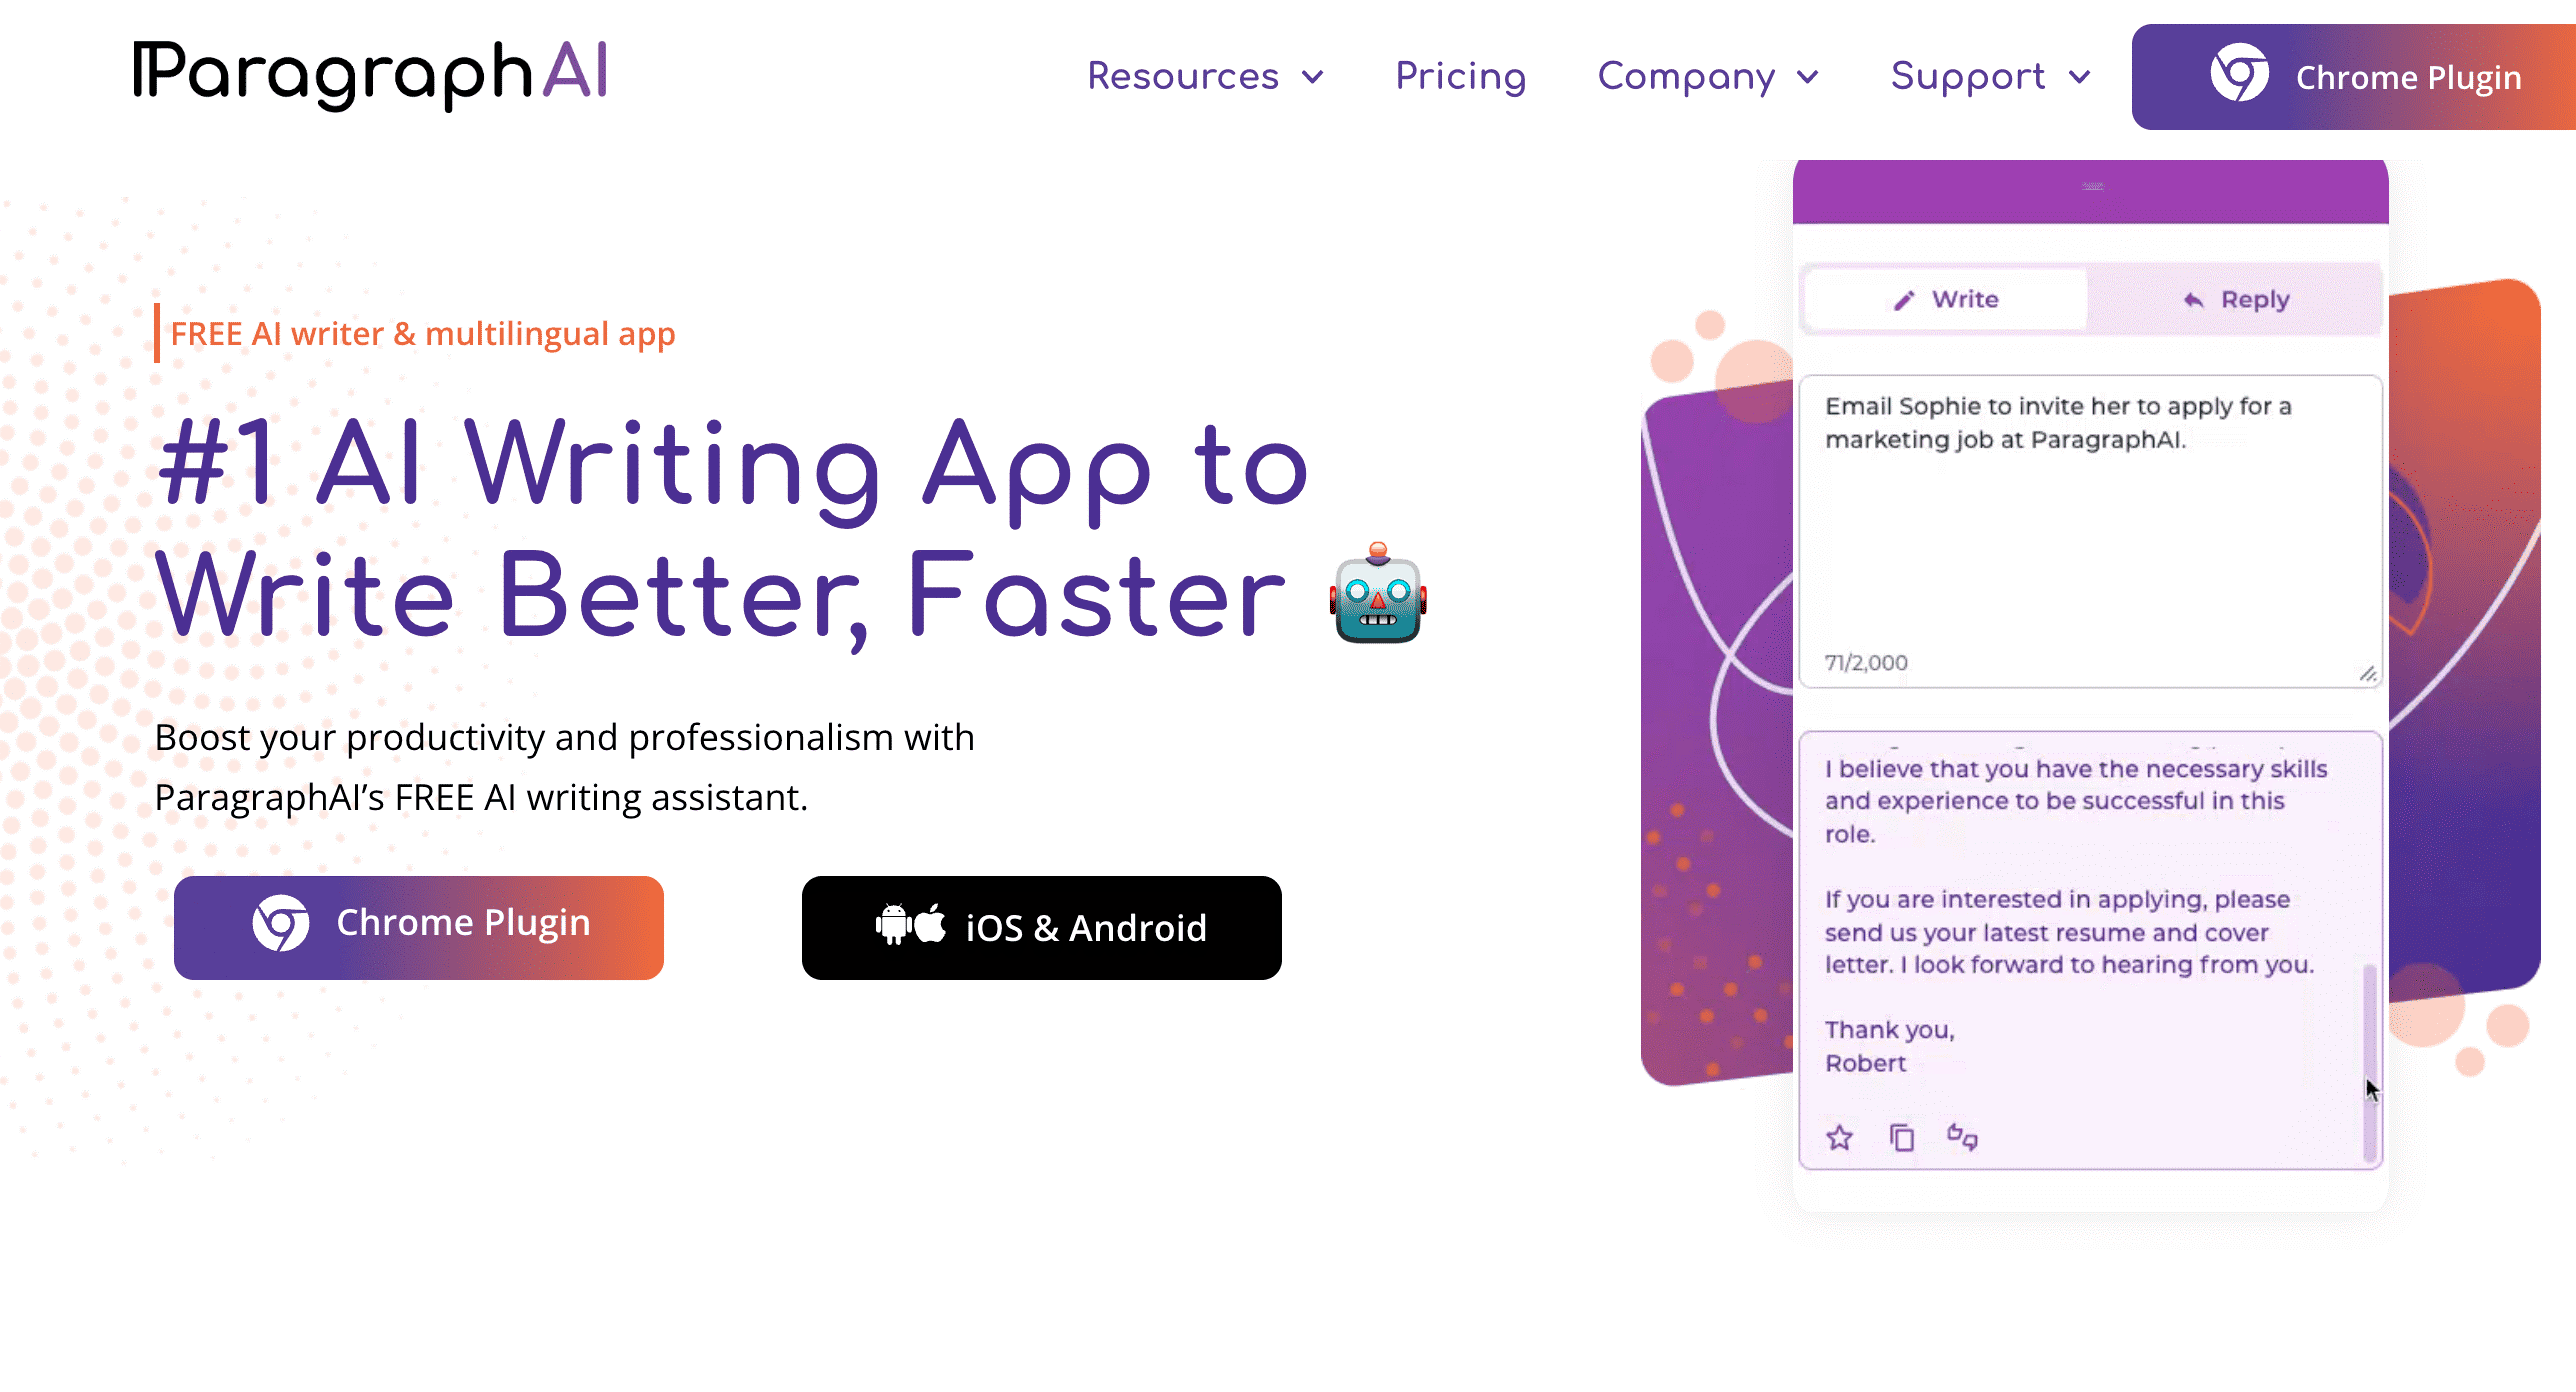 ParagraphAI
Resources
Pricing
Company
Support
Chrome Plugin
FREE AI writer & multilingual app
#1 AI Writing App to
Write Better, Faster
Boost your productivity and professionalism with
ParagraphAI’s FREE AI writing assistant.
Chrome Plugin
iOS & Android
Write
Reply
Email Sophie to invite her to apply for a
marketing job at ParagraphAI.
71/2,000
I believe that you have the necessary skills
and experience to be successful in this
role.
If you are interested in applying, please
send us your latest resume and cover
letter. I look forward to hearing from you.
Thank you,
Robert